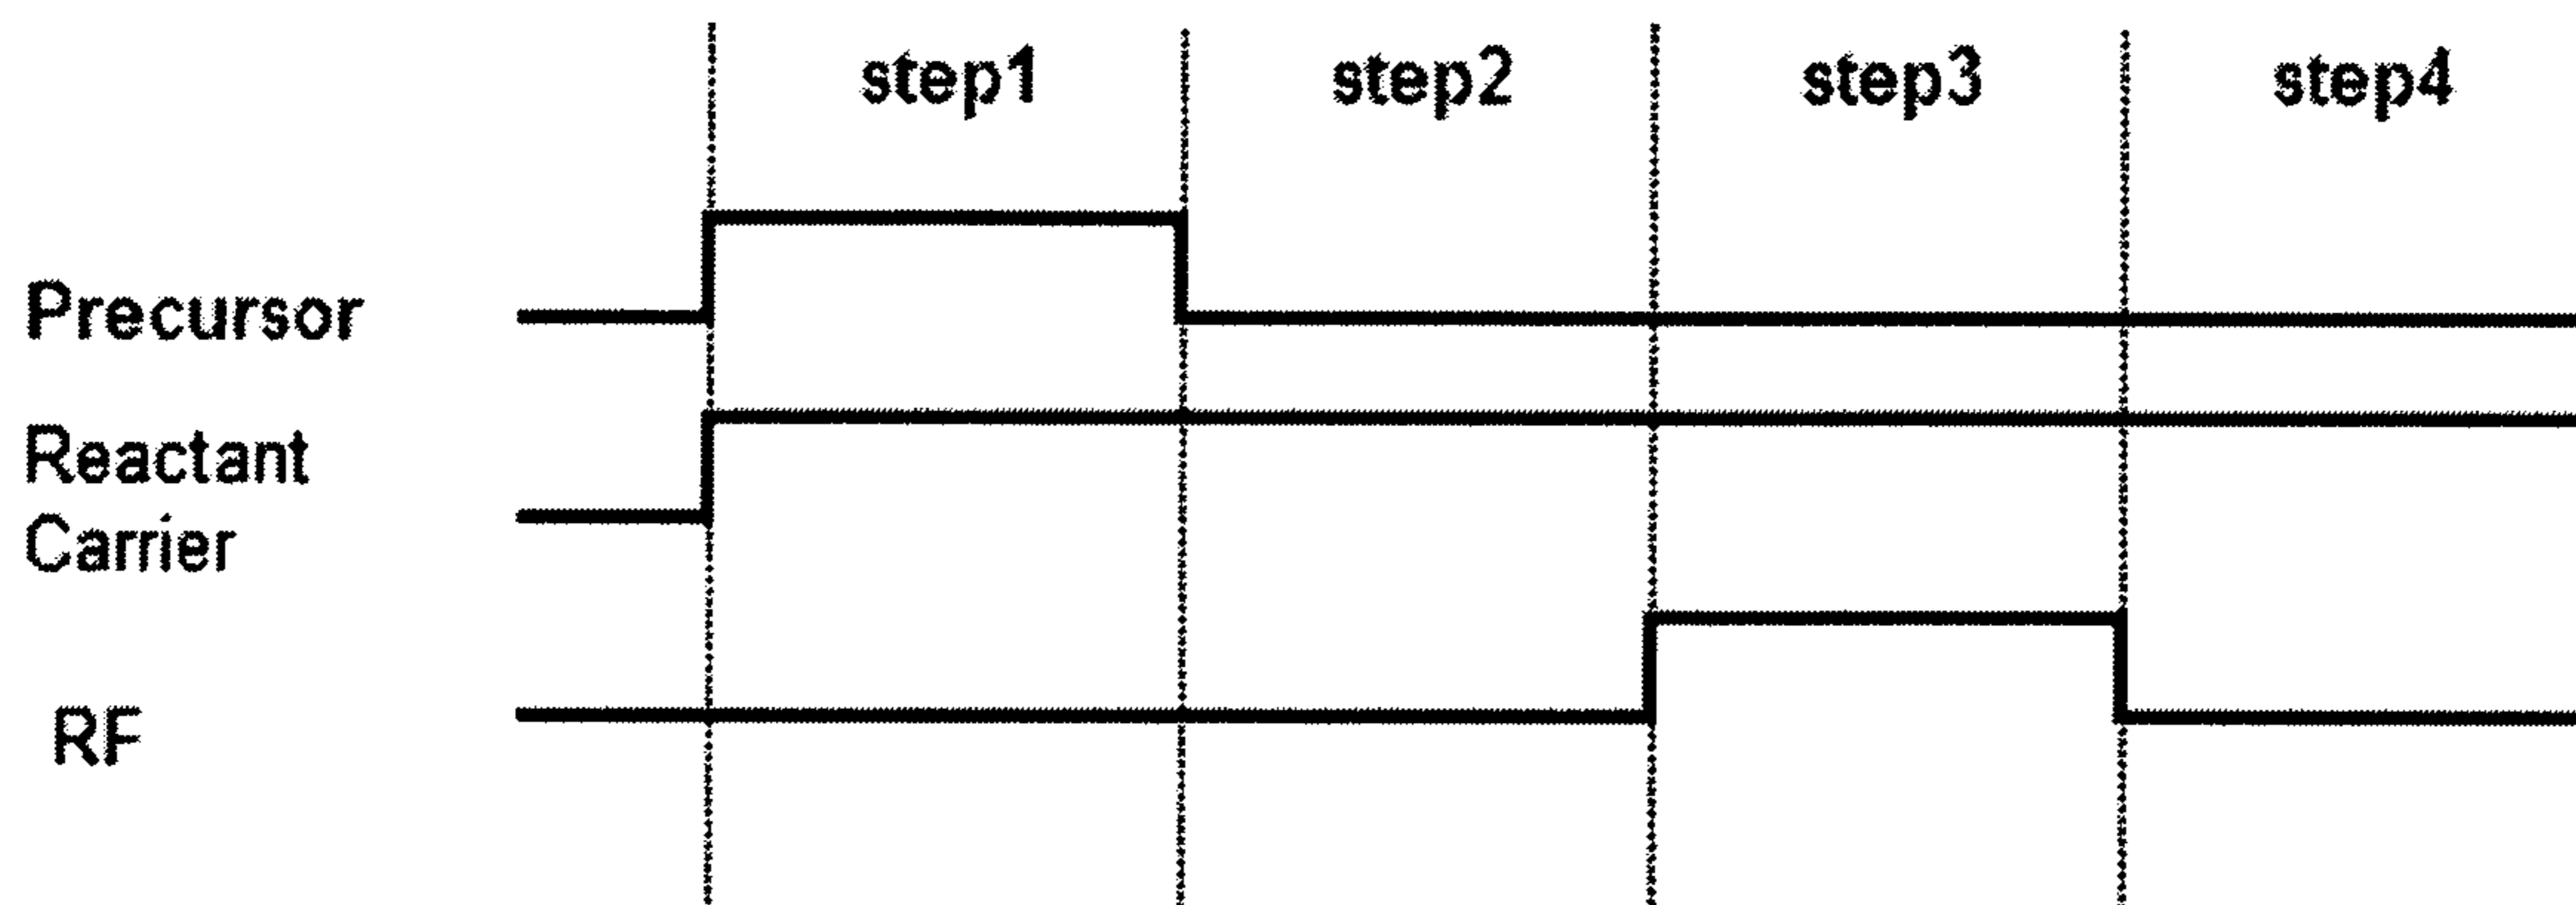 step1 step2 step3 step4
Precursor
Reactant
Carrier
RF